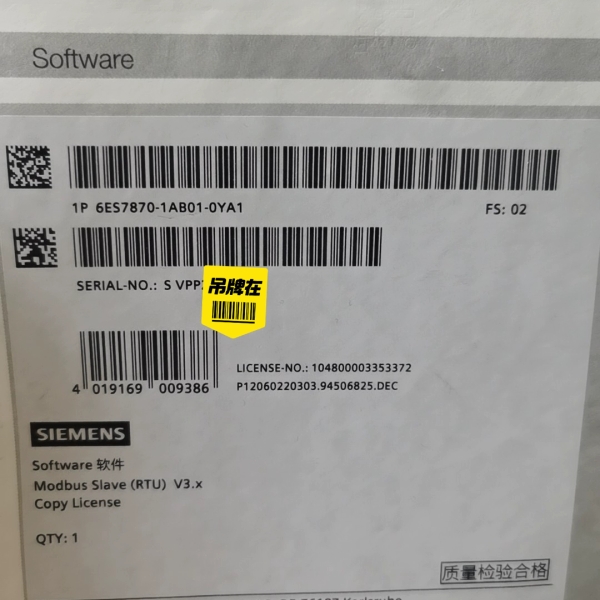 Software
1P 6ES7870-1AB01-0YA1
FS: 02
SERIAL-NO.: S VPP
吊牌在
LICENSE-NO.: 104800003353372
4 019169 009386
P12060220303.94506825.DEC
SIEMENS
Software 软件
Modbus Slave (RTU) V3.x
Copy License
QTY: 1
质量检验合格